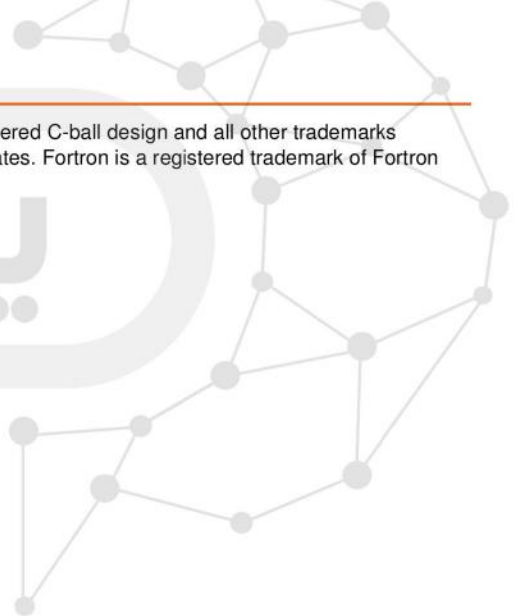 ered C-ball design and all other trademarks
ates. Fortron is a registered trademark of Fortron